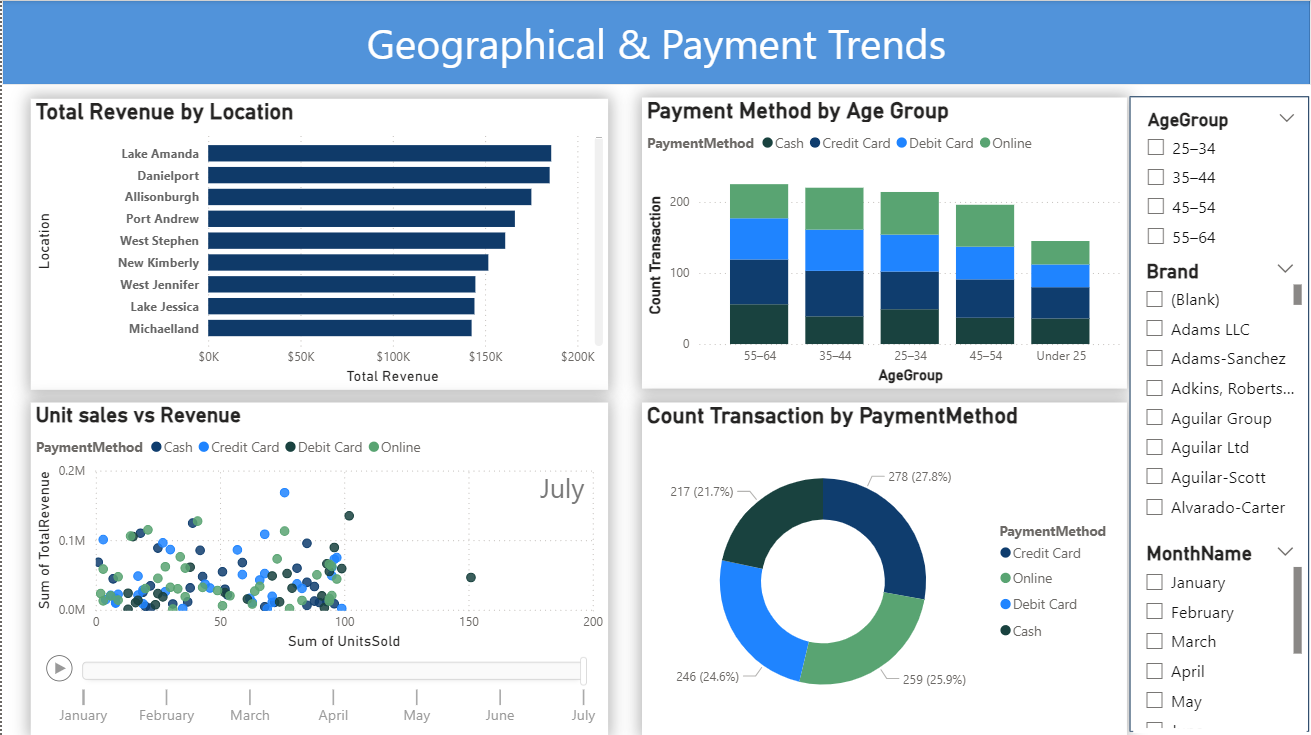 Geographical & Payment Trends
Total Revenue by Location
Location
Lake Amanda
Danielport
Allisonburgh
Port Andrew
West Stephen
New Kimberly
West Jennifer
Lake Jessica
Michaelland
$0K $50K $100K $150K $200K
Total Revenue
Payment Method by Age Group
PaymentMethod Cash Credit Card Debit Card Online
Count Transaction
200
100
0
55–64 35–44 25–34 45–54 Under 25
AgeGroup
Unit sales vs Revenue
PaymentMethod Cash Credit Card Debit Card Online
Sum of TotalRevenue
0.2M
0.1M
0.0M
July
0 50 100 150 200
Sum of UnitsSold
January February March April May June July
Count Transaction by PaymentMethod
278 (27.8%)
217 (21.7%)
246 (24.6%)
259 (25.9%)
PaymentMethod
Credit Card
Online
Debit Card
Cash
AgeGroup
25–34
35–44
45–54
55–64
Brand
(Blank)
Adams LLC
Adams-Sanchez
Adkins, Roberts...
Aguilar Group
Aguilar Ltd
Aguilar-Scott
Alvarado-Carter
MonthName
January
February
March
April
May